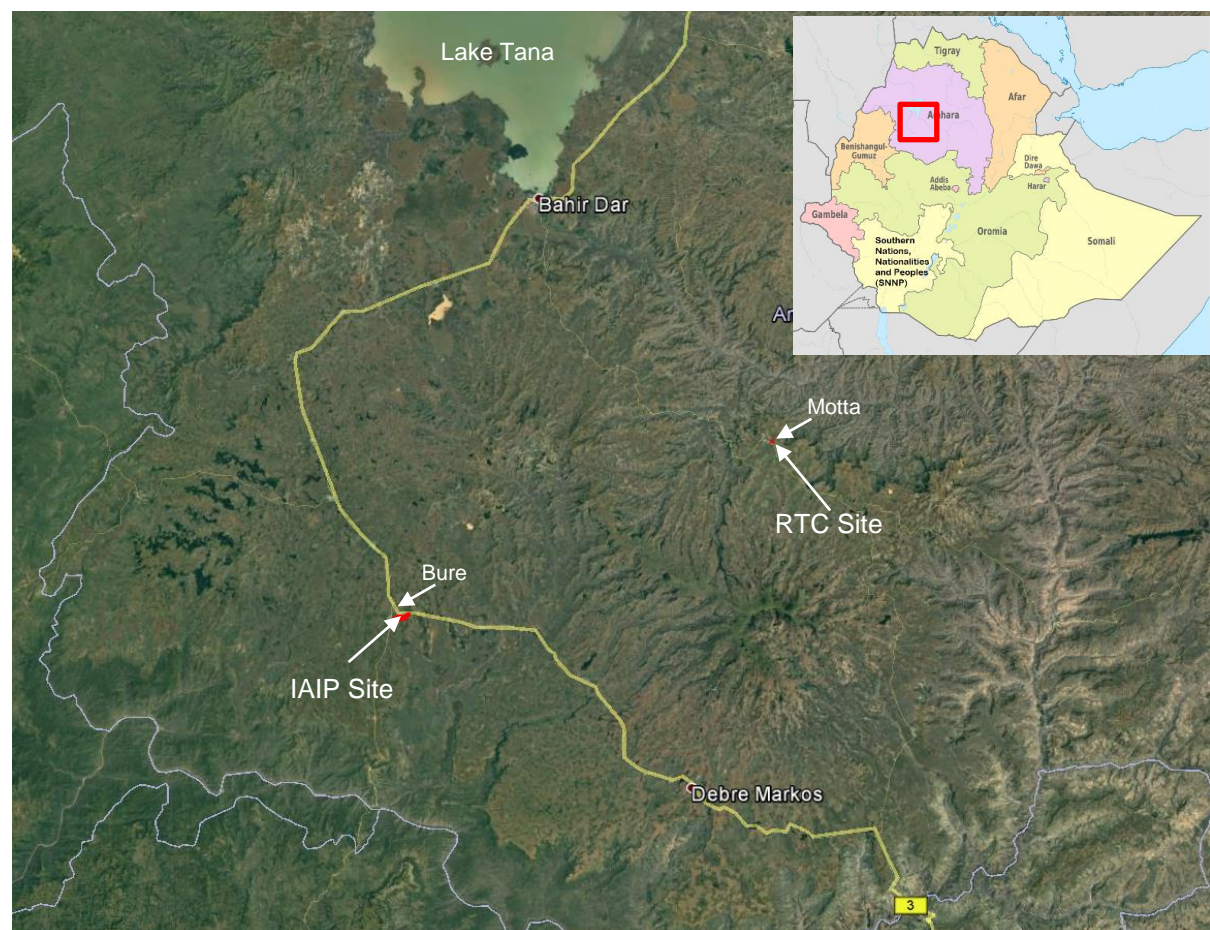 Lake Tana
Bahir Dar
Motta
RTC Site
Bure
IAIP Site
Debre Markos
3
Tigray
Afar
Benishangul-
Gumuz
Dire
Dawa
Addis
Abeba
Harar
Gambela
Oromia
Somali
Southern
Nations,
Nationalities
and Peoples
(SNNP)